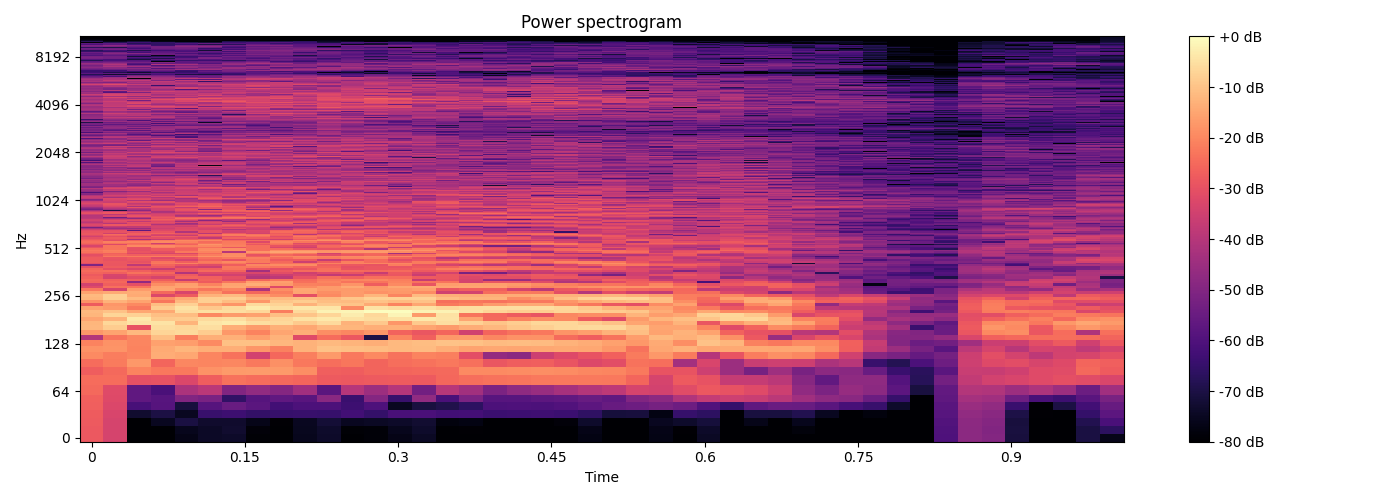 Power spectrogram
Hz
8192
4096
2048
1024
512
256
128
64
0
0 0.15 0.3 0.45 0.6 0.75 0.9
Time
+0 dB
-10 dB
-20 dB
-30 dB
-40 dB
-50 dB
-60 dB
-70 dB
-80 dB